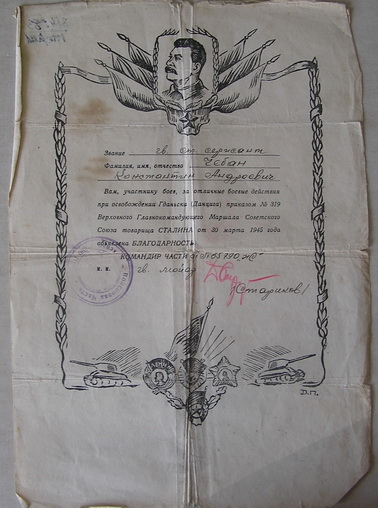 Звание гв. ст. сержант
Фамилия, имя, отчество Чебан
Константин Андреевич
Вам, участнику боев, за отличные боевые действия
при освобождении Гданьска (Данцига) приказом № 319
Верховного Главнокомандующего Маршала Советского
Союза товарища СТАЛИНА от 30 марта 1945 года
объявлена БЛАГОДАРНОСТЬ.
КОМАНДИР ЧАСТИ
гв. майор
/Стариков/
Д.П.